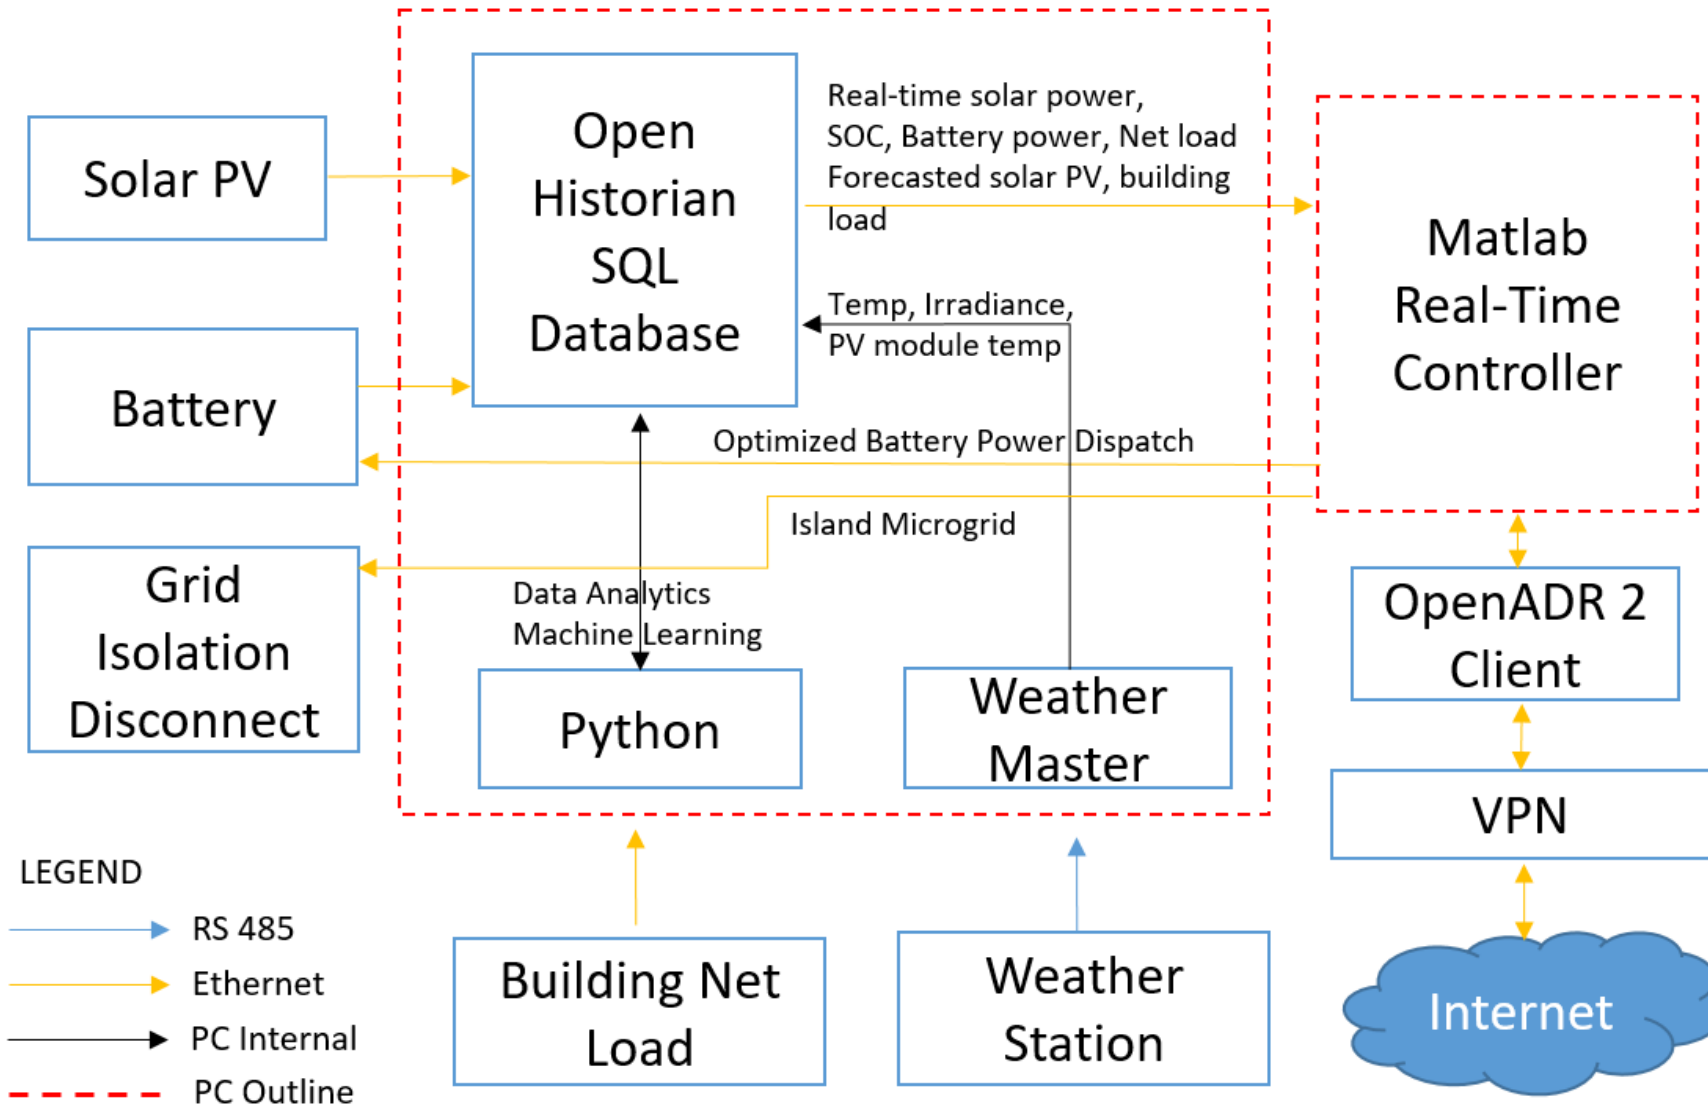 Solar PV
Battery
Grid
Isolation
Disconnect
Open
Historian
SQL
Database
Real-time solar power,
SOC, Battery power, Net load
Forecasted solar PV, building
load
Temp, Irradiance,
PV module temp
Optimized Battery Power Dispatch
Island Microgrid
Data Analytics
Machine Learning
Python
Weather
Master
Matlab
Real-Time
Controller
OpenADR 2
Client
VPN
Internet
Building Net
Load
Weather
Station
LEGEND
RS 485
Ethernet
PC Internal
PC Outline